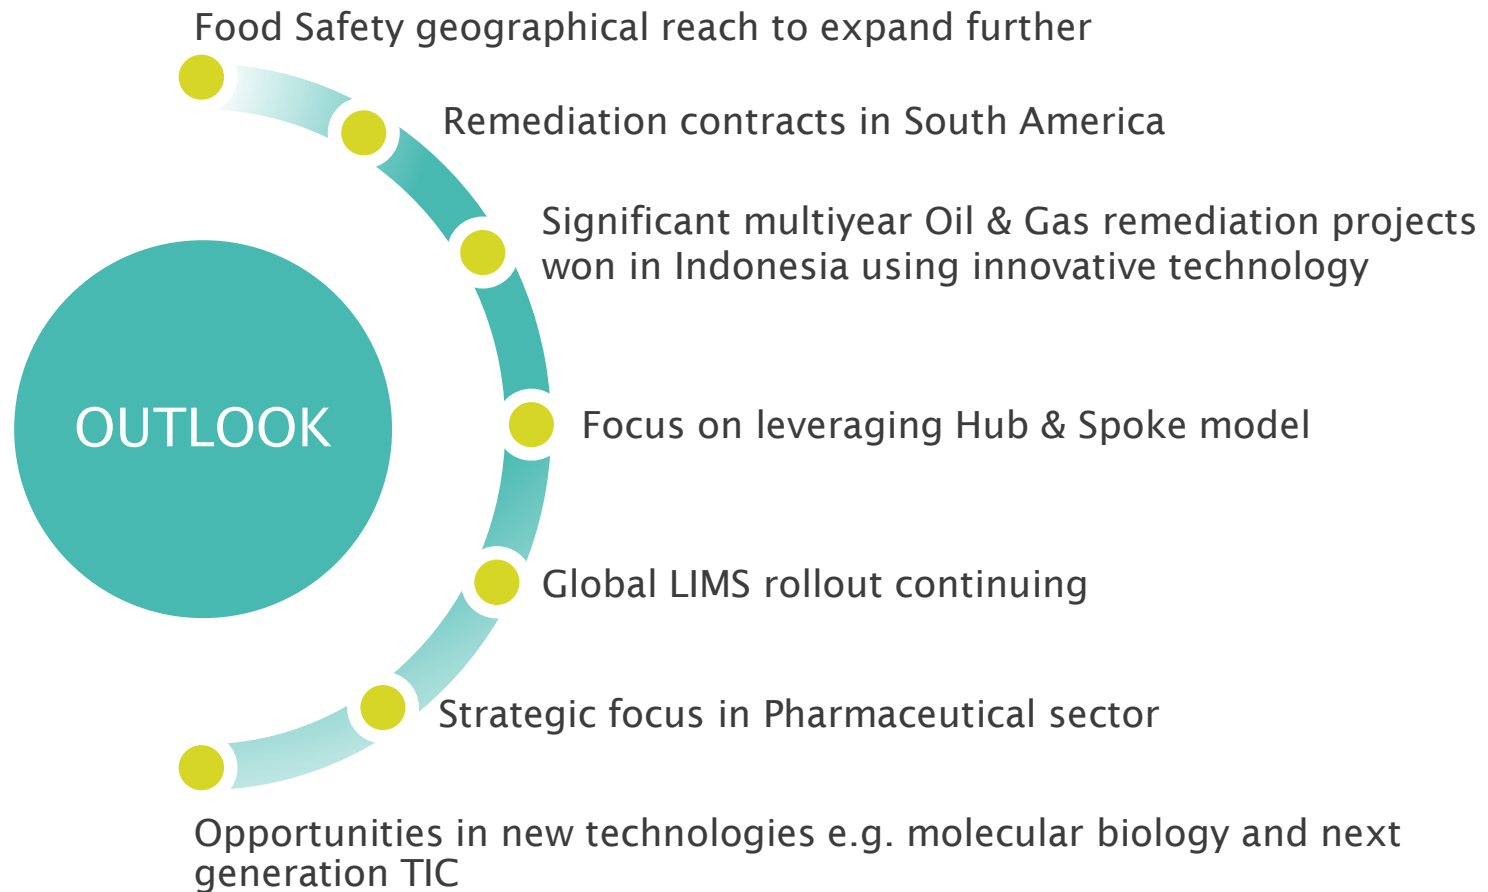 Food Safety geographical reach to expand further
Remediation contracts in South America
Significant multiyear Oil & Gas remediation projects
won in Indonesia using innovative technology
OUTLOOK
Focus on leveraging Hub & Spoke model
Global LIMS rollout continuing
Strategic focus in Pharmaceutical sector
Opportunities in new technologies e.g. molecular biology and next
generation TIC